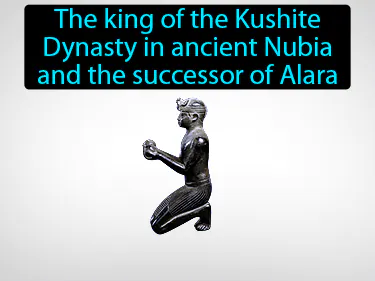 The king of the Kushite
Dynasty in ancient Nubia
and the successor of Alara